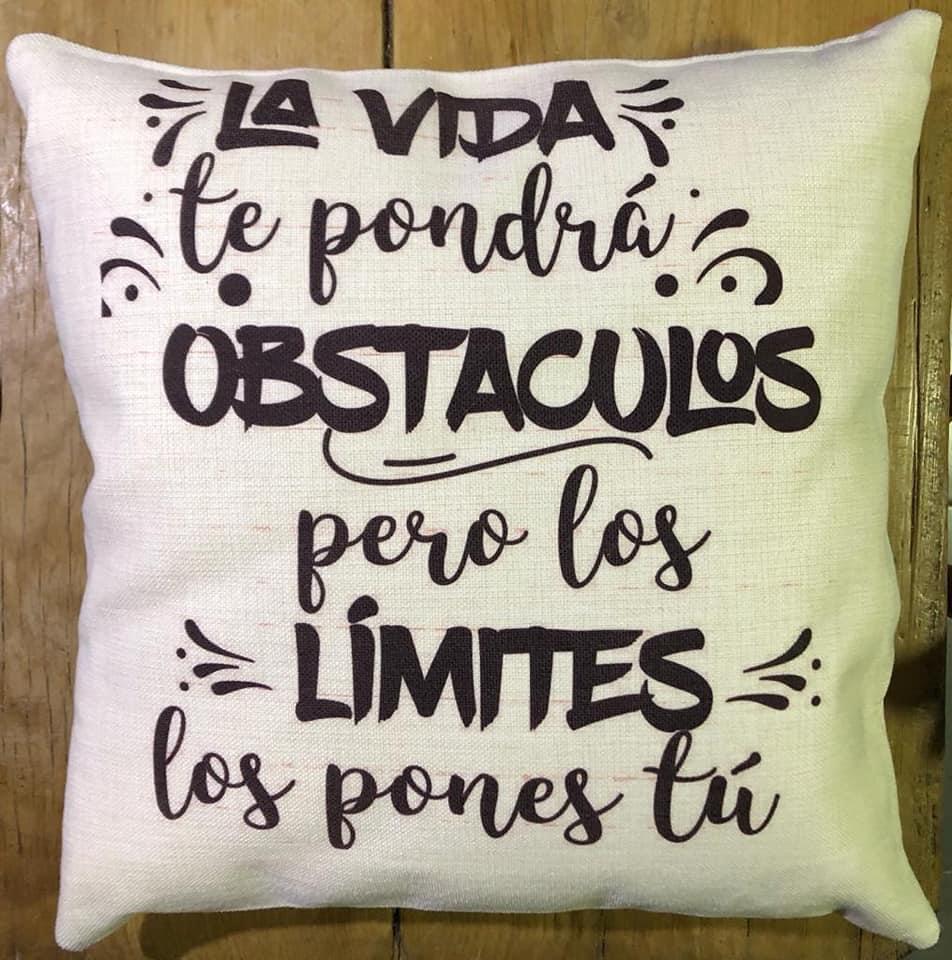 LA VIDA
te pondrá
OBSTACULOS
pero los
LÍMITES
los pones tú